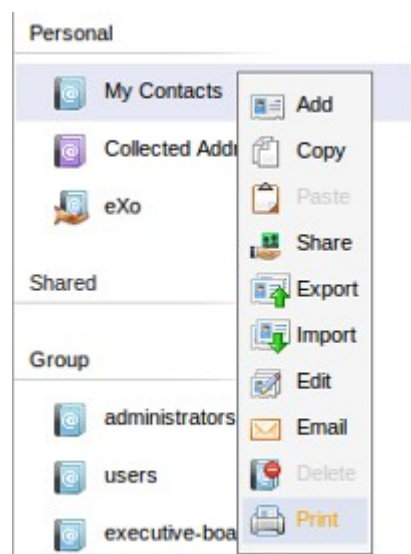 Personal
My Contacts
Collected Addr
eXo
Shared
Group
administrators
users
executive-boa
Add
Copy
Paste
Share
Export
Import
Edit
Email
Delete
Print